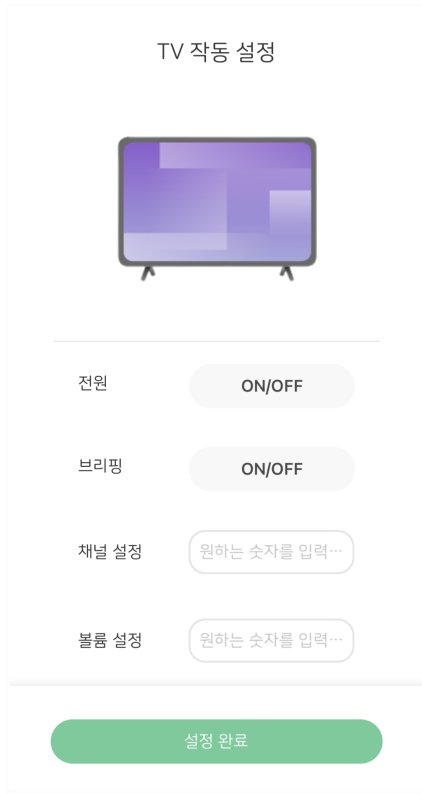 TV 작동 설정
전원 ON/OFF
브리핑 ON/OFF
채널 설정 원하는 숫자를 입력…
볼륨 설정 원하는 숫자를 입력…
설정 완료